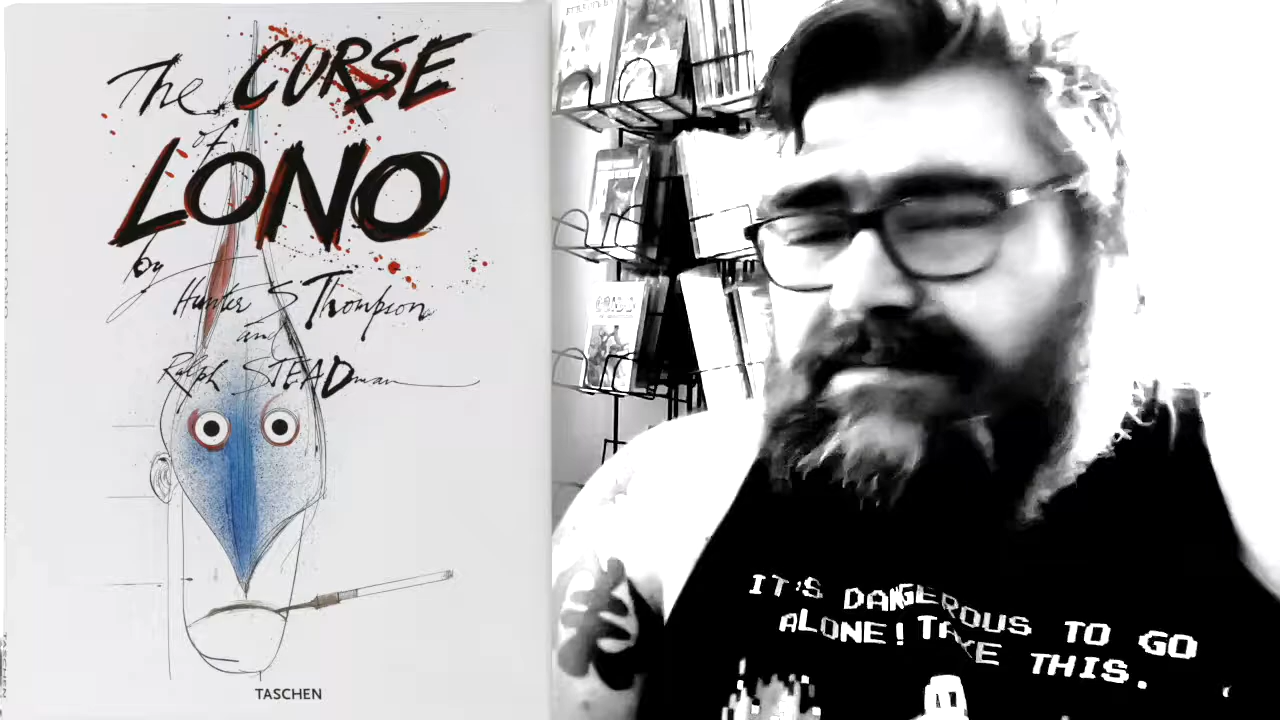 The CURSE
of
LONO
by
Hunter S Thompson
and
Ralph STEADman
TASCHEN
IT'S DANGEROUS TO GO
ALONE! TAKE THIS.